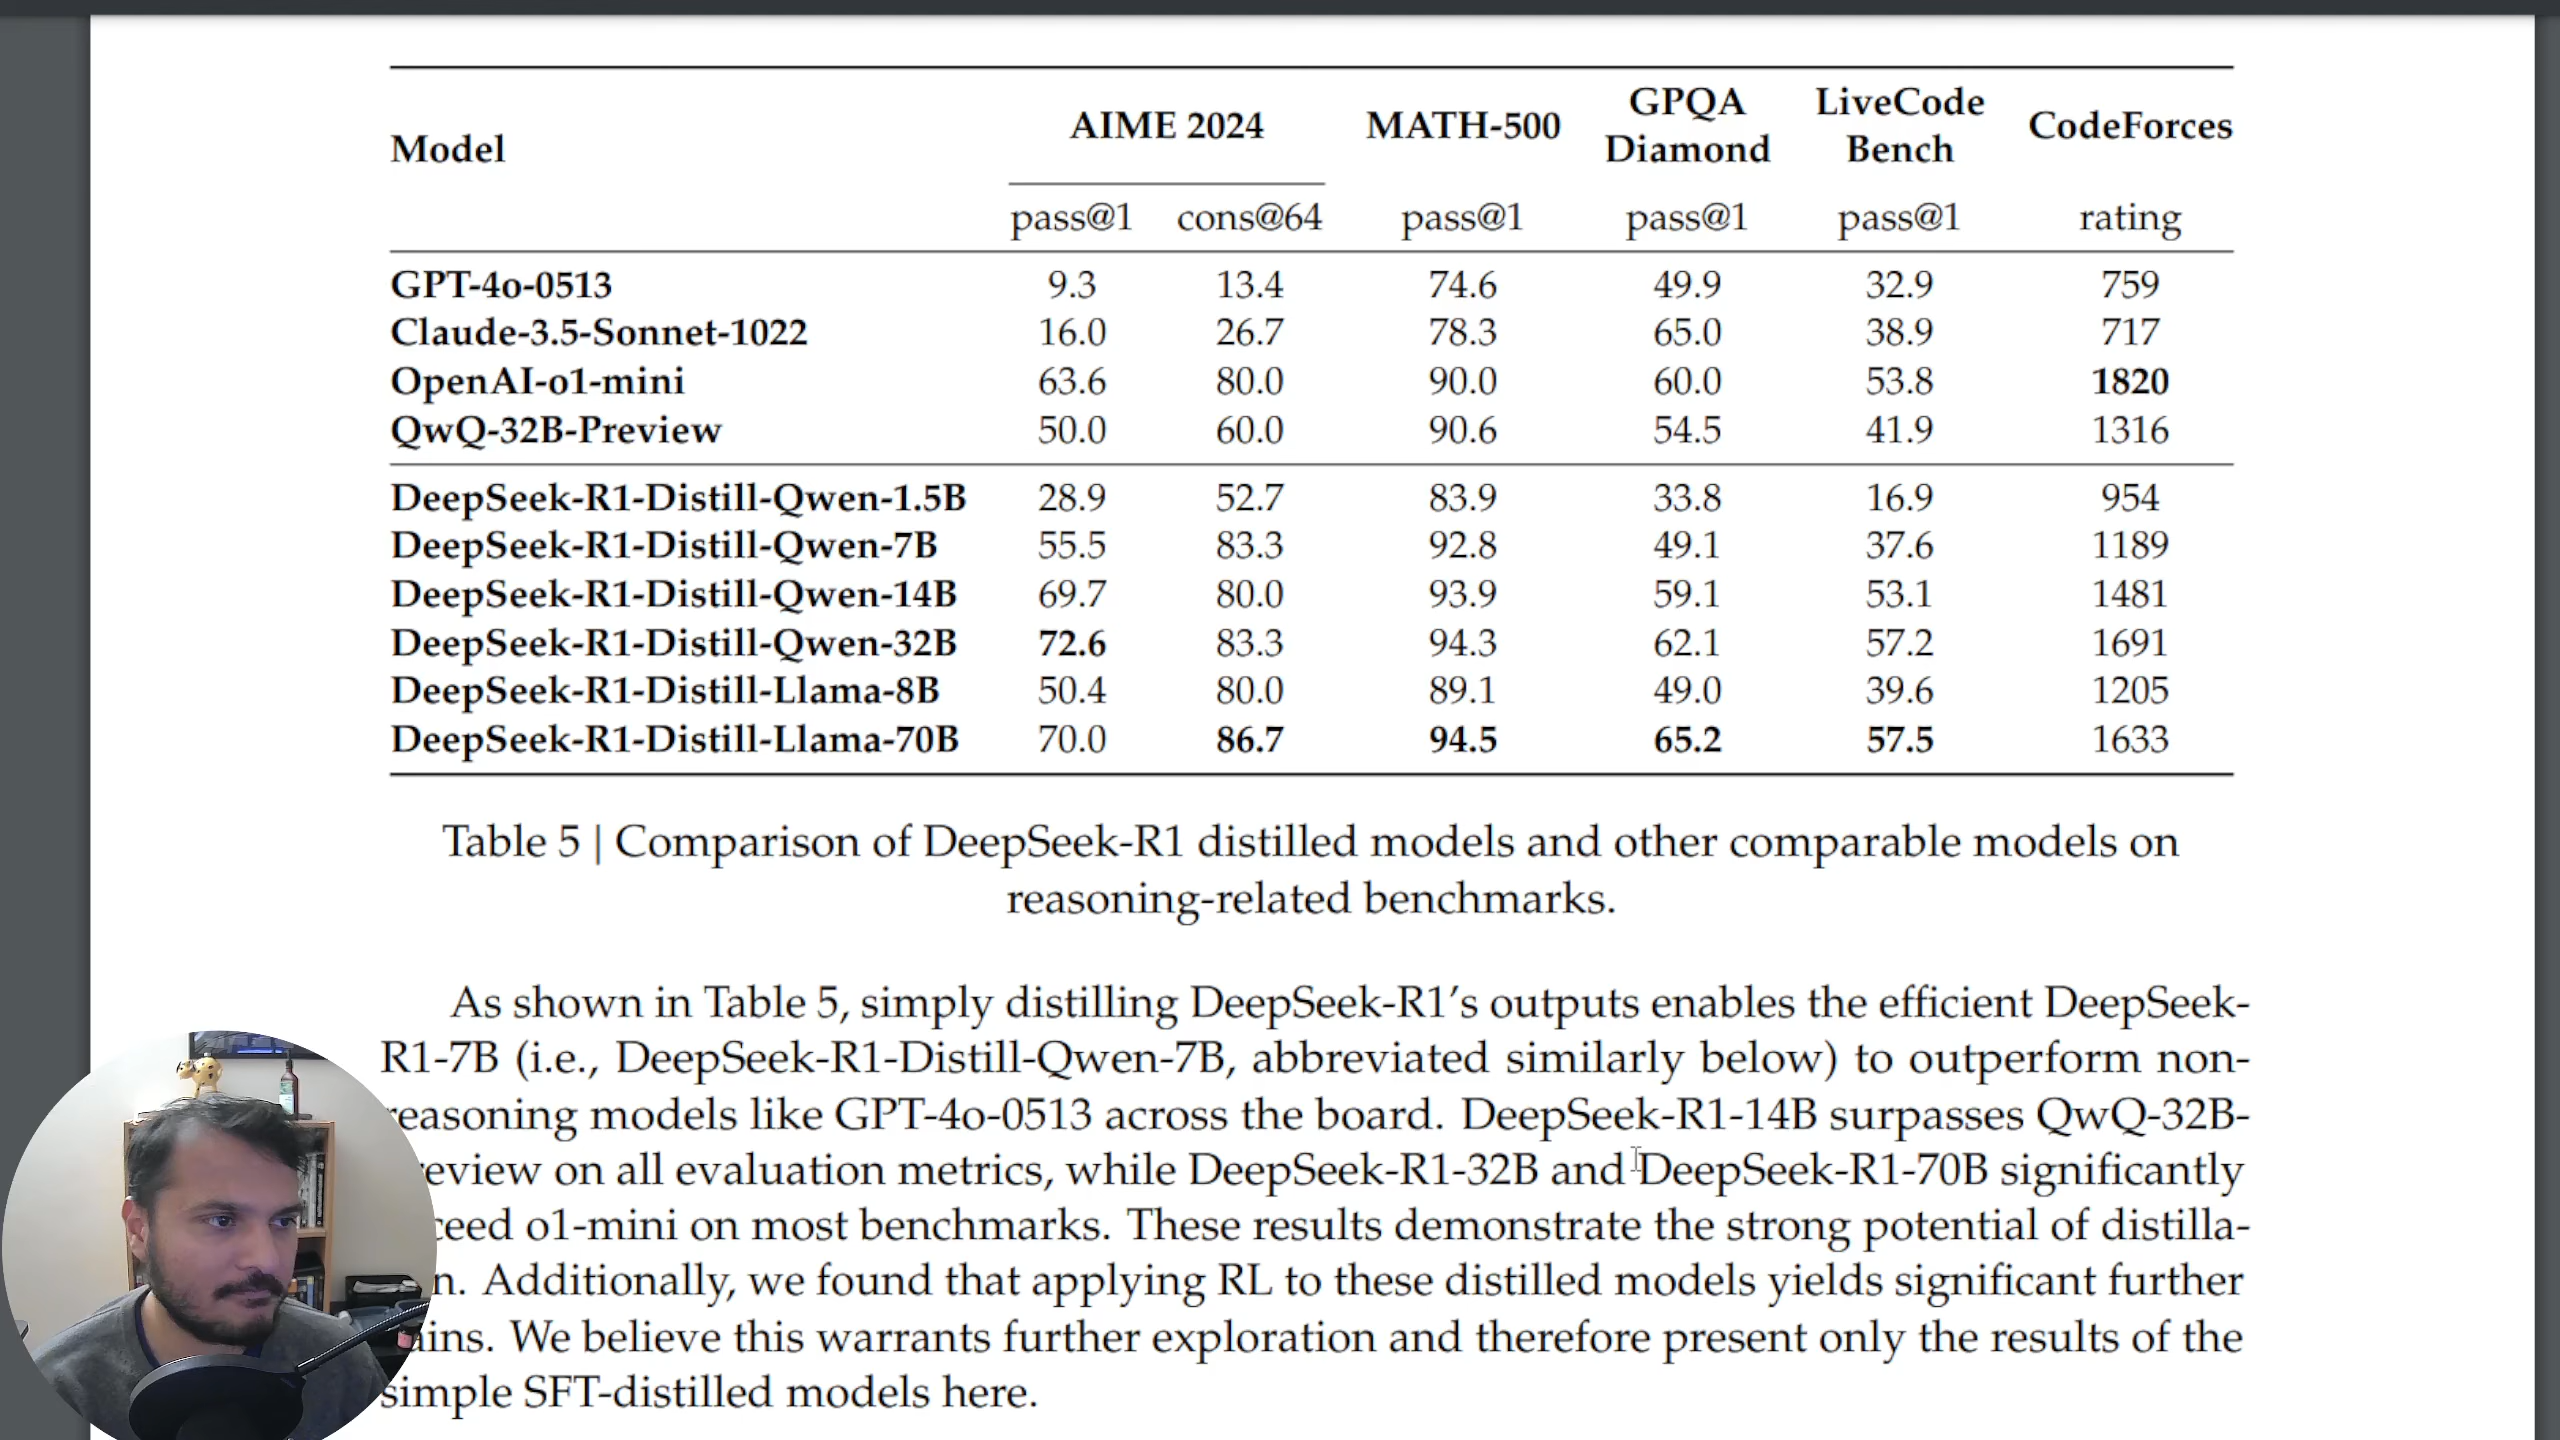 Model AIME 2024 MATH-500 GPQA Diamond LiveCode Bench CodeForces
pass@1 cons@64 pass@1 pass@1 pass@1 rating
GPT-4o-0513 9.3 13.4 74.6 49.9 32.9 759
Claude-3.5-Sonnet-1022 16.0 26.7 78.3 65.0 38.9 717
OpenAI-o1-mini 63.6 80.0 90.0 60.0 53.8 1820
QwQ-32B-Preview 50.0 60.0 90.6 54.5 41.9 1316
DeepSeek-R1-Distill-Qwen-1.5B 28.9 52.7 83.9 33.8 16.9 954
DeepSeek-R1-Distill-Qwen-7B 55.5 83.3 92.8 49.1 37.6 1189
DeepSeek-R1-Distill-Qwen-14B 69.7 80.0 93.9 59.1 53.1 1481
DeepSeek-R1-Distill-Qwen-32B 72.6 83.3 94.3 62.1 57.2 1691
DeepSeek-R1-Distill-Llama-8B 50.4 80.0 89.1 49.0 39.6 1205
DeepSeek-R1-Distill-Llama-70B 70.0 86.7 94.5 65.2 57.5 1633
Table 5 | Comparison of DeepSeek-R1 distilled models and other comparable models on
reasoning-related benchmarks.
As shown in Table 5, simply distilling DeepSeek-R1's outputs enables the efficient DeepSeek-
R1-7B (i.e., DeepSeek-R1-Distill-Qwen-7B, abbreviated similarly below) to outperform non-
reasoning models like GPT-4o-0513 across the board. DeepSeek-R1-14B surpasses QwQ-32B-
eview on all evaluation metrics, while DeepSeek-R1-32B and DeepSeek-R1-70B significantly
ceed o1-mini on most benchmarks. These results demonstrate the strong potential of distilla-
n. Additionally, we found that applying RL to these distilled models yields significant further
ains. We believe this warrants further exploration and therefore present only the results of the
simple SFT-distilled models here.